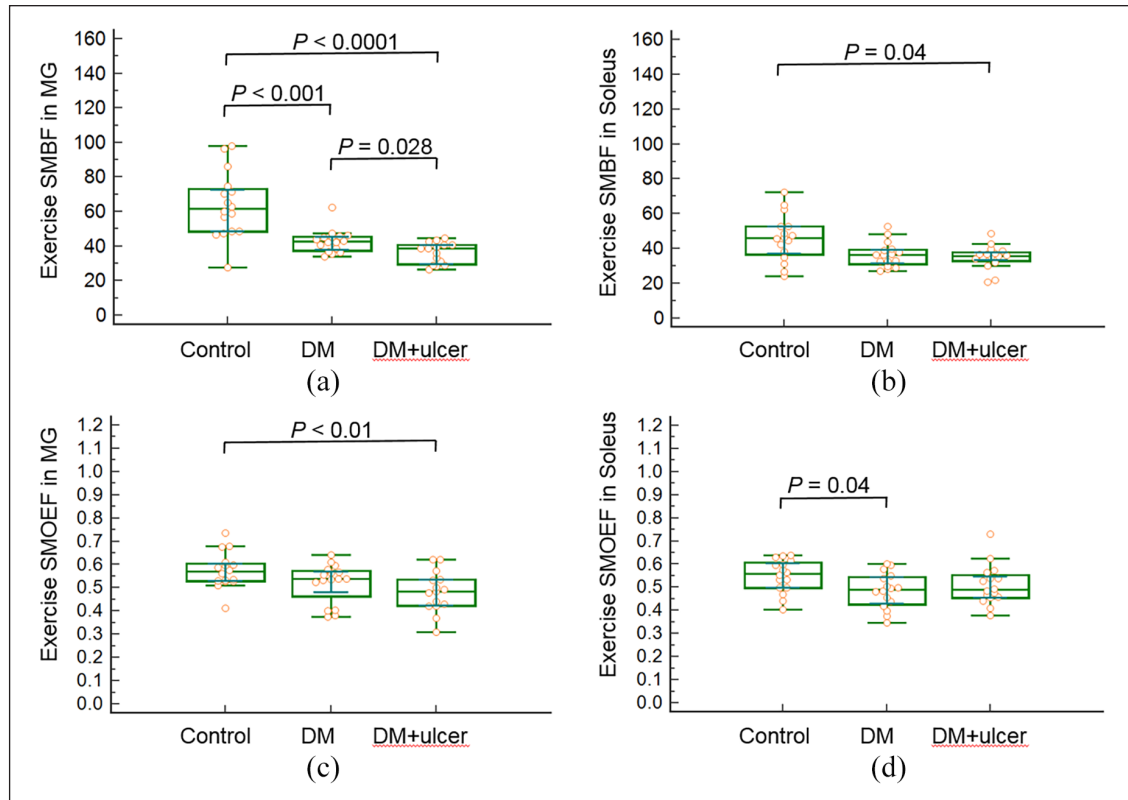 Exercise SMBF in MG
160
140
120
100
80
60
40
20
0
P < 0.0001
P < 0.001
P = 0.028
Control DM DM+ulcer
(a)
Exercise SMBF in Soleus
160
140
120
100
80
60
40
20
0
P = 0.04
Control DM DM+ulcer
(b)
Exercise SMOEF in MG
1.2
1.1
1.0
0.9
0.8
0.7
0.6
0.5
0.4
0.3
0.2
0.1
0.0
P < 0.01
Control DM DM+ulcer
(c)
Exercise SMOEF in Soleus
1.2
1.1
1.0
0.9
0.8
0.7
0.6
0.5
0.4
0.3
0.2
0.1
0.0
P = 0.04
Control DM DM+ulcer
(d)